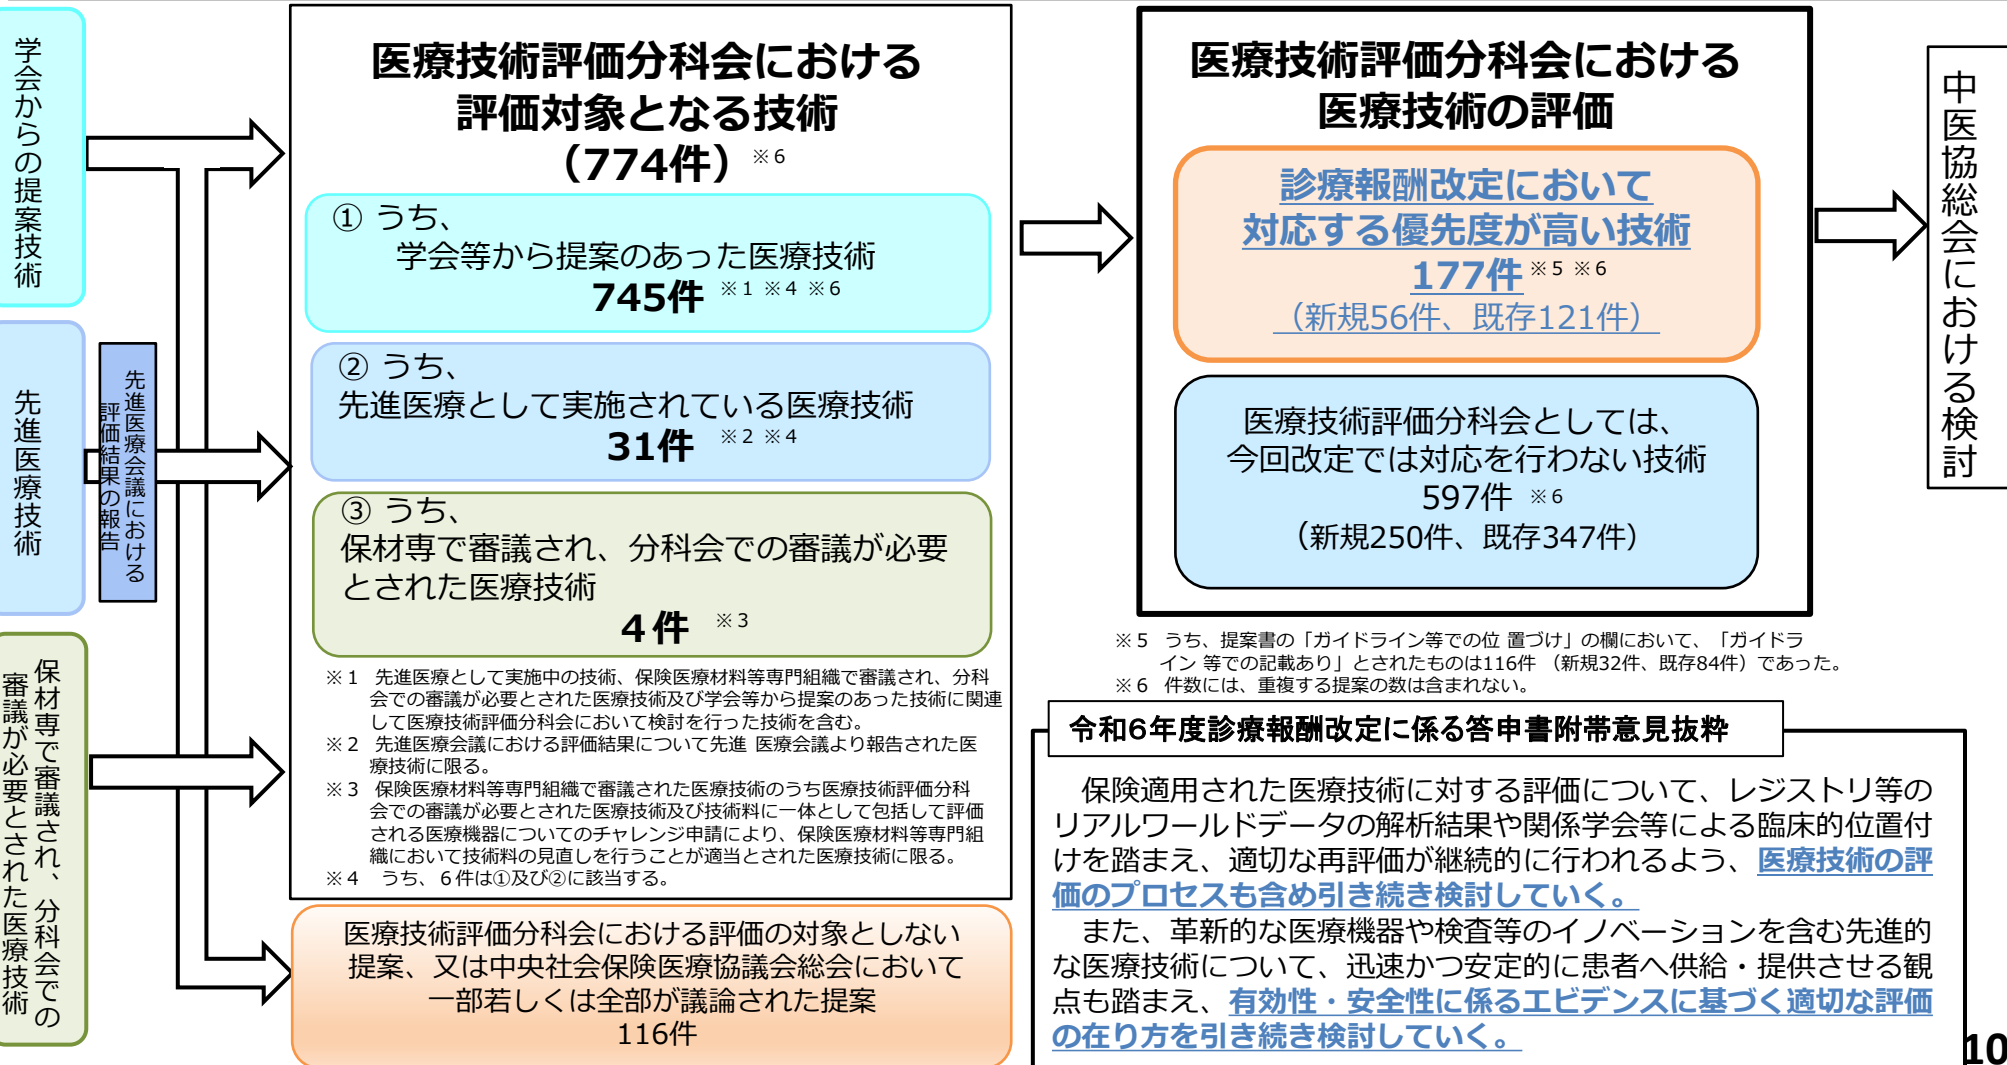 学会からの提案技術
先進医療技術
先進医療会議における
評価結果の報告
保材専で審議され、分科会での
審議が必要とされた医療技術
医療技術評価分科会における
評価対象となる技術
（774件）※6
① うち、
学会等から提案のあった医療技術
745件 ※1 ※4 ※6
② うち、
先進医療として実施されている医療技術
31件 ※2 ※4
③ うち、
保材専で審議され、分科会での審議が必要
とされた医療技術
４件 ※3
※1 先進医療として実施中の技術、保険医療材料等専門組織で審議され、分科
会での審議が必要とされた医療技術及び学会等から提案のあった技術に関連
して医療技術評価分科会において検討を行った技術を含む。
※2 先進医療会議における評価結果について先進 医療会議より報告された医
療技術に限る。
※3 保険医療材料等専門組織で審議された医療技術のうち医療技術評価分科
会での審議が必要とされた医療技術及び技術料に一体として包括して評価
される医療機器についてのチャレンジ申請により、保険医療材料等専門組
織において技術料の見直しを行うことが適当とされた医療技術に限る。
※4 うち、６件は①及び②に該当する。
医療技術評価分科会における評価の対象としない
提案、又は中央社会保険医療協議会総会において
一部若しくは全部が議論された提案
116件
医療技術評価分科会における
医療技術の評価
診療報酬改定において
対応する優先度が高い技術
177件 ※5 ※6
（新規56件、既存121件）
医療技術評価分科会としては、
今回改定では対応を行わない技術
597件 ※6
（新規250件、既存347件）
中医協総会における検討
※5 うち、提案書の「ガイドライン等での位 置づけ」の欄において、「ガイドラ
イン 等での記載あり」とされたものは116件 （新規32件、既存84件）であった。
※6 件数には、重複する提案の数は含まれない。
令和６年度診療報酬改定に係る答申書附帯意見抜粋
保険適用された医療技術に対する評価について、レジストリ等の
リアルワールドデータの解析結果や関係学会等による臨床的位置付
けを踏まえ、適切な再評価が継続的に行われるよう、医療技術の評
価のプロセスも含め引き続き検討していく。
また、革新的な医療機器や検査等のイノベーションを含む先進的
な医療技術について、迅速かつ安定的に患者へ供給・提供させる観
点も踏まえ、有効性・安全性に係るエビデンスに基づく適切な評価
の在り方を引き続き検討していく。
10